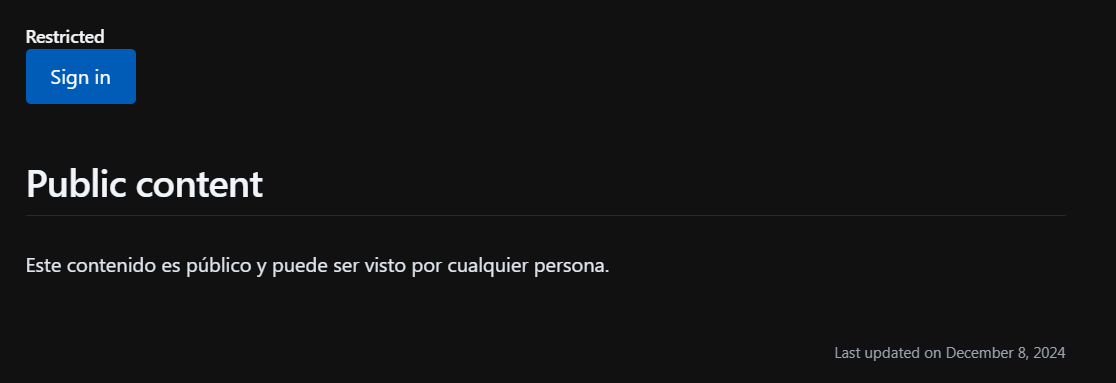 Restricted
Sign in
Public content
Este contenido es público y puede ser visto por cualquier persona.
Last updated on December 8, 2024